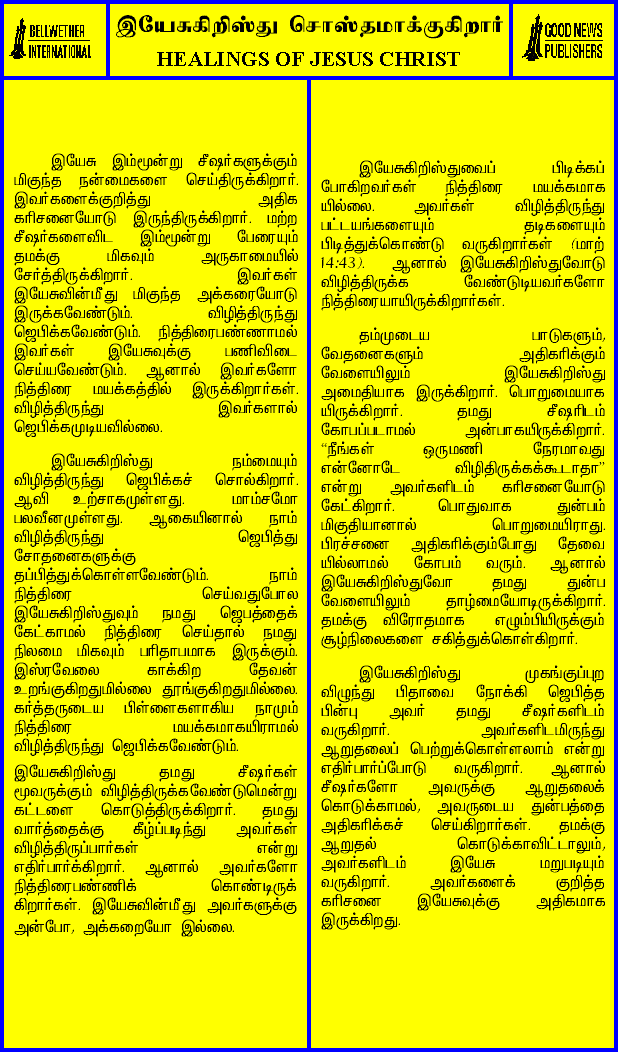 BELLWETHER
INTERNATIONAL
இயேசுகிறிஸ்து சொஸ்தமாக்குகிறார்
HEALINGS OF JESUS CHRIST
GOOD NEWS
PUBLISHERS
இயேசு இம்மூன்று சீஷர்களுக்கும்
மிகுந்த நன்மைகளை செய்திருக்கிறார்.
இவர்களைக்குறித்து அதிக
கரிசனையோடு இருந்திருக்கிறார். மற்ற
சீஷர்களைவிட இம்மூன்று பேரையும்
தமக்கு மிகவும் அருகாமையில்
சேர்த்திருக்கிறார். இவர்கள்
இயேசுவின்மீது மிகுந்த அக்கரையோடு
இருக்கவேண்டும். விழித்திருந்து
ஜெபிக்கவேண்டும். நித்திரைபண்ணாமல்
இவர்கள் இயேசுவுக்கு பணிவிடை
செய்யவேண்டும். ஆனால் இவர்களோ
நித்திரை மயக்கத்தில் இருக்கிறார்கள்.
விழித்திருந்து இவர்களால்
ஜெபிக்கமுடியவில்லை.
இயேசுகிறிஸ்து நம்மையும்
விழித்திருந்து ஜெபிக்கச் சொல்கிறார்.
ஆவி உற்சாகமுள்ளது. மாம்சமோ
பலவீனமுள்ளது. ஆகையினால் நாம்
விழித்திருந்து ஜெபித்து
சோதனைகளுக்கு
தப்பித்துக்கொள்ளவேண்டும். நாம்
நித்திரை செய்வதுபோல
இயேசுகிறிஸ்துவும் நமது ஜெபத்தைக்
கேட்காமல் நித்திரை செய்தால் நமது
நிலமை மிகவும் பரிதாபமாக இருக்கும்.
இஸ்ரவேலை காக்கிற தேவன்
உறங்குகிறதுமில்லை தூங்குகிறதுமில்லை.
கர்த்தருடைய பிள்ளைகளாகிய நாமும்
நித்திரை மயக்கமாகயிராமல்
விழித்திருந்து ஜெபிக்கவேண்டும்.
இயேசுகிறிஸ்து தமது சீஷர்கள்
மூவருக்கும் விழித்திருக்கவேண்டுமென்று
கட்டளை கொடுத்திருக்கிறார். தமது
வார்த்தைக்கு கீழ்ப்படிந்து அவர்கள்
விழித்திருப்பார்கள் என்று
எதிர்பார்க்கிறார். ஆனால் அவர்களோ
நித்திரைபண்ணிக் கொண்டிருக்
கிறார்கள். இயேசுவின்மீது அவர்களுக்கு
அன்போ, அக்கறையோ இல்லை.
இயேசுகிறிஸ்துவைப் பிடிக்கப்
போகிறவர்கள் நித்திரை மயக்கமாக
யில்லை. அவர்கள் விழித்திருந்து
பட்டயங்களையும் தடிகளையும்
பிடித்துக்கொண்டு வருகிறார்கள் (மாற்
14:43). ஆனால் இயேசுகிறிஸ்துவோடு
விழித்திருக்க வேண்டுடியவர்களோ
நித்திரையாயிருக்கிறார்கள்.
தம்முடைய பாடுகளும்,
வேதனைகளும் அதிகரிக்கும்
வேளையிலும் இயேசுகிறிஸ்து
அமைதியாக இருக்கிறார். பொறுமையாக
யிருக்கிறார். தமது சீஷரிடம்
கோபப்படாமல் அன்பாகயிருக்கிறார்.
“நீங்கள் ஒருமணி நேரமாவது
என்னோடே விழிதிருக்கக்கூடாதா”
என்று அவர்களிடம் கரிசனையோடு
கேட்கிறார். பொதுவாக துன்பம்
மிகுதியானால் பொறுமையிராது.
பிரச்சனை அதிகரிக்கும்போது தேவை
யில்லாமல் கோபம் வரும். ஆனால்
இயேசுகிறிஸ்துவோ தமது துன்ப
வேளையிலும் தாழ்மையோடிருக்கிறார்.
தமக்கு விரோதமாக எழும்பியிருக்கும்
சூழ்நிலைகளை சகித்துக்கொள்கிறார்.
இயேசுகிறிஸ்து முகங்குப்புற
விழுந்து பிதாவை நோக்கி ஜெபித்த
பின்பு அவர் தமது சீஷர்களிடம்
வருகிறார். அவர்களிடமிருந்து
ஆறுதலைப் பெற்றுக்கொள்ளலாம் என்று
எதிர்பார்ப்போடு வருகிறார். ஆனால்
சீஷர்களோ அவருக்கு ஆறுதலைக்
கொடுக்காமல், அவருடைய துன்பத்தை
அதிகரிக்கச் செய்கிறார்கள். தமக்கு
ஆறுதல் கொடுக்காவிட்டாலும்,
அவர்களிடம் இயேசு மறுபடியும்
வருகிறார். அவர்களைக் குறித்த
கரிசனை இயேசுவுக்கு அதிகமாக
இருக்கிறது.